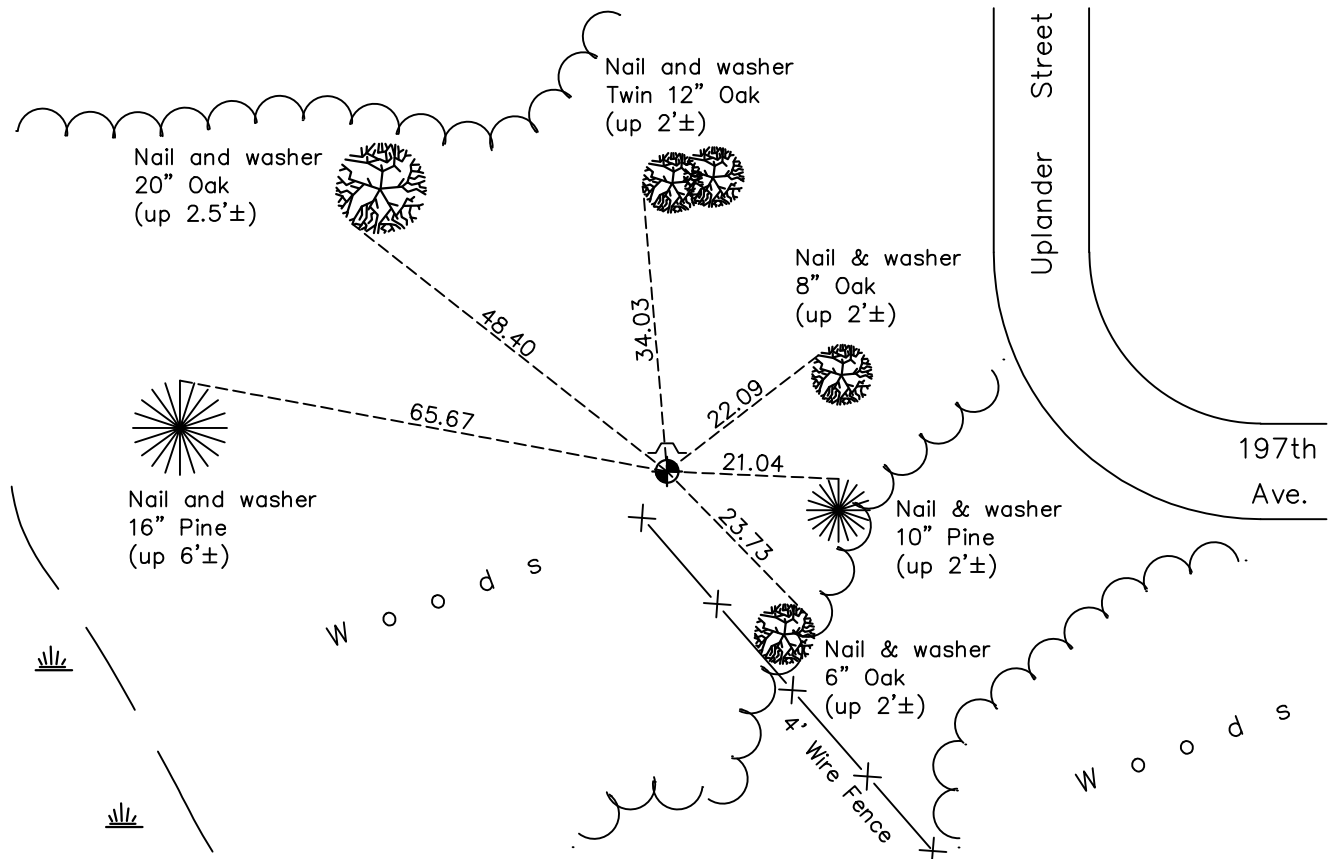 Nail and washer
Twin 12” Oak
(up 2'±)
Uplander Street
Nail and washer
20” Oak
(up 2.5'±)
Nail & washer
8” Oak
(up 2'±)
48.40
34.03
22.09
65.67
21.04
197th
Ave.
Nail and washer
16” Pine
(up 6'±)
Nail & washer
10” Pine
(up 2'±)
23.73
Woods
Nail & washer
6” Oak
(up 2'±)
4' Wire Fence
Woods